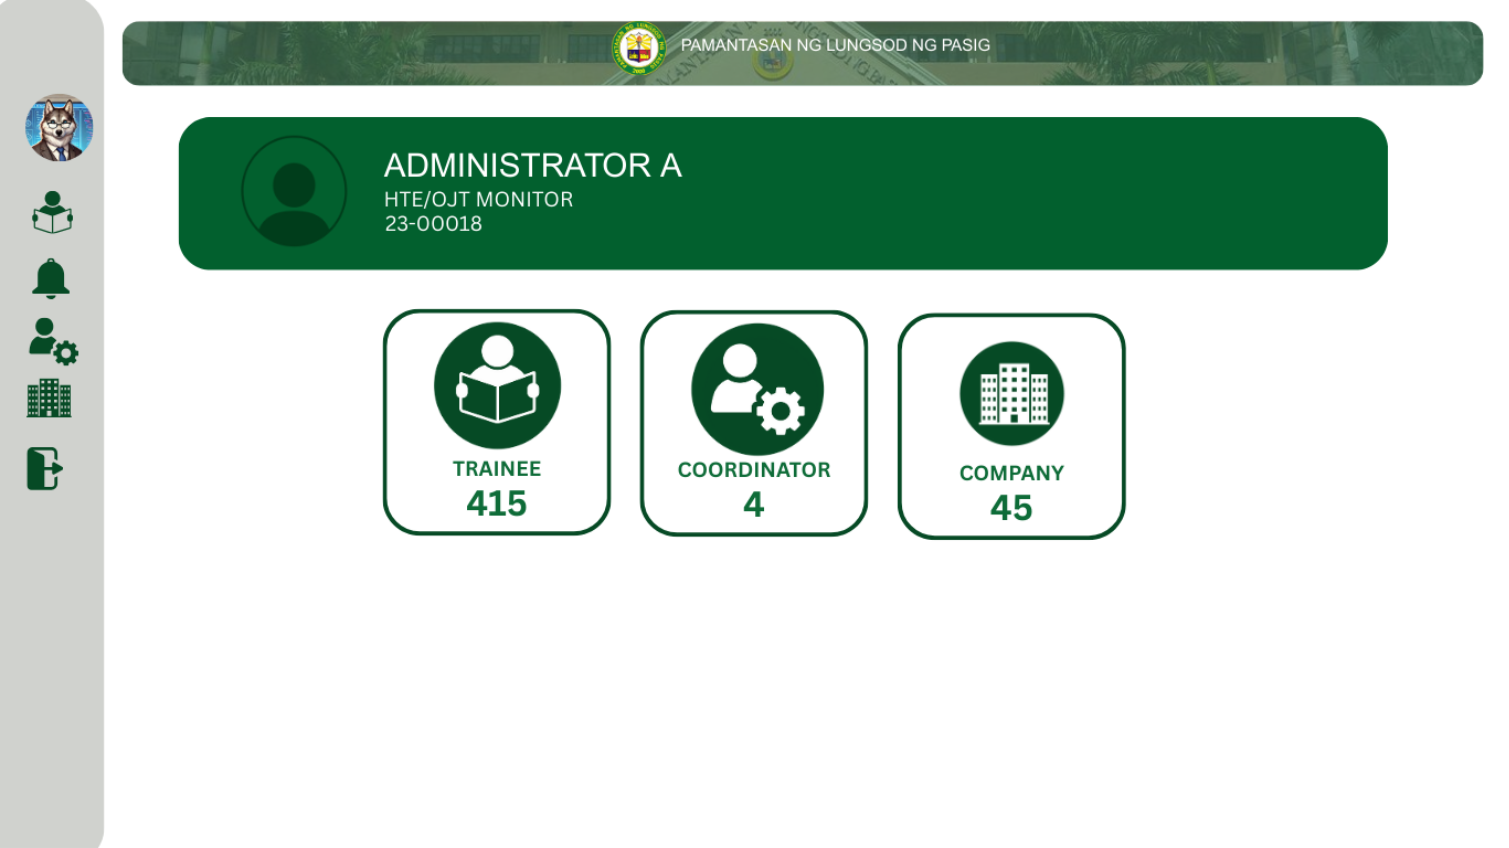 PAMANTASAN NG LUNGSOD NG PASIG
ADMINISTRATOR A
HTE/OJT MONITOR
23-00018
TRAINEE
415
COORDINATOR
4
COMPANY
45